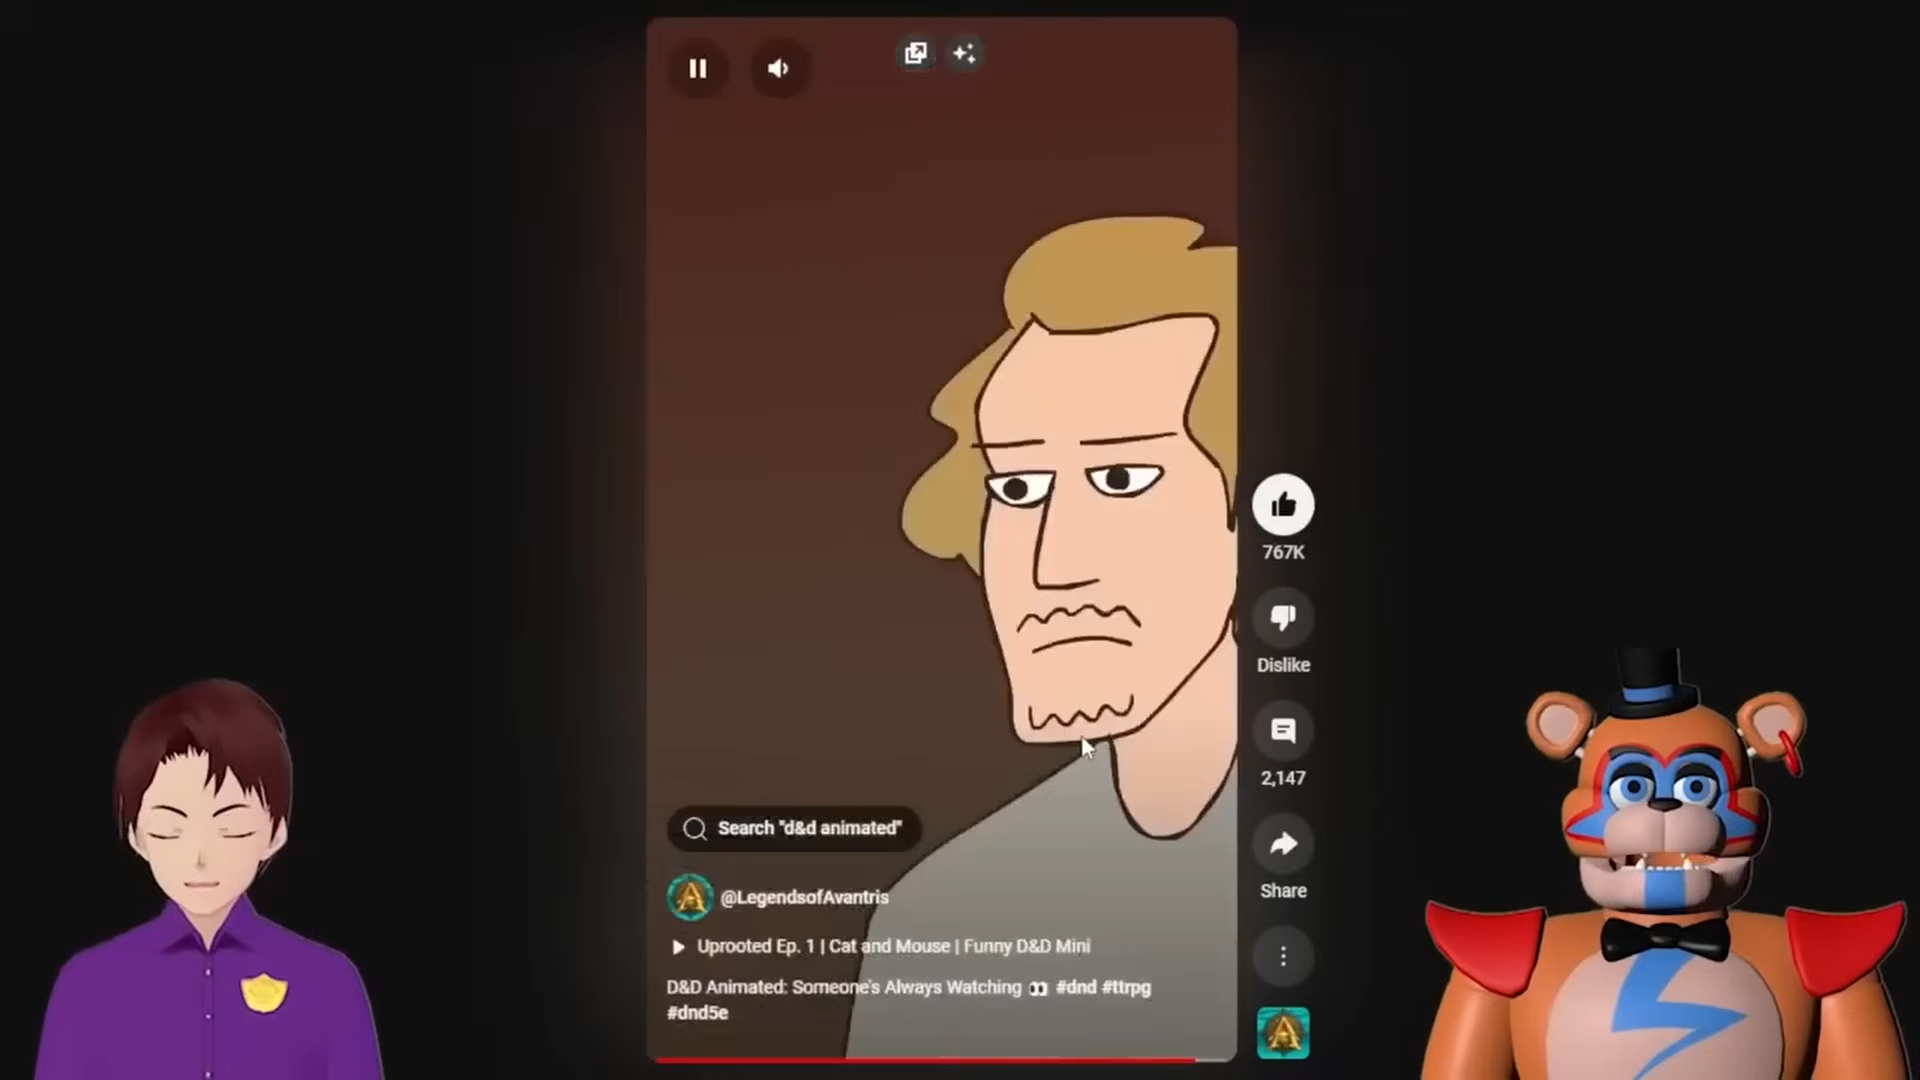 767K
Dislike
2,147
Share
Search "d&d animated"
@LegendsofAvantris
Uprooted Ep. 1 | Cat and Mouse | Funny D&D Mini
D&D Animated: Someone's Always Watching 👀 #dnd #ttrpg
#dnd5e